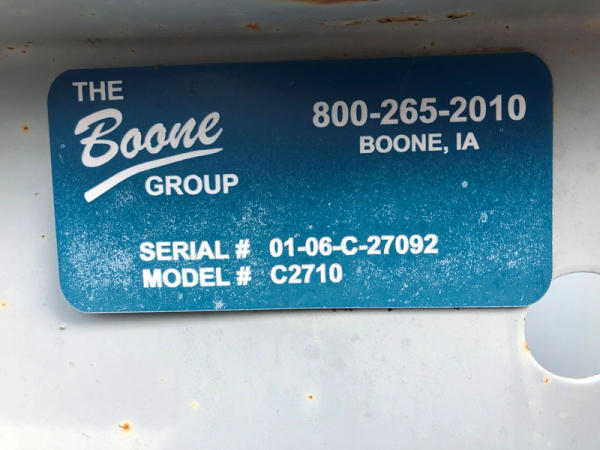 THE
Boone
GROUP
800-265-2010
BOONE, IA
SERIAL # 01-06-C-27092
MODEL # C2710